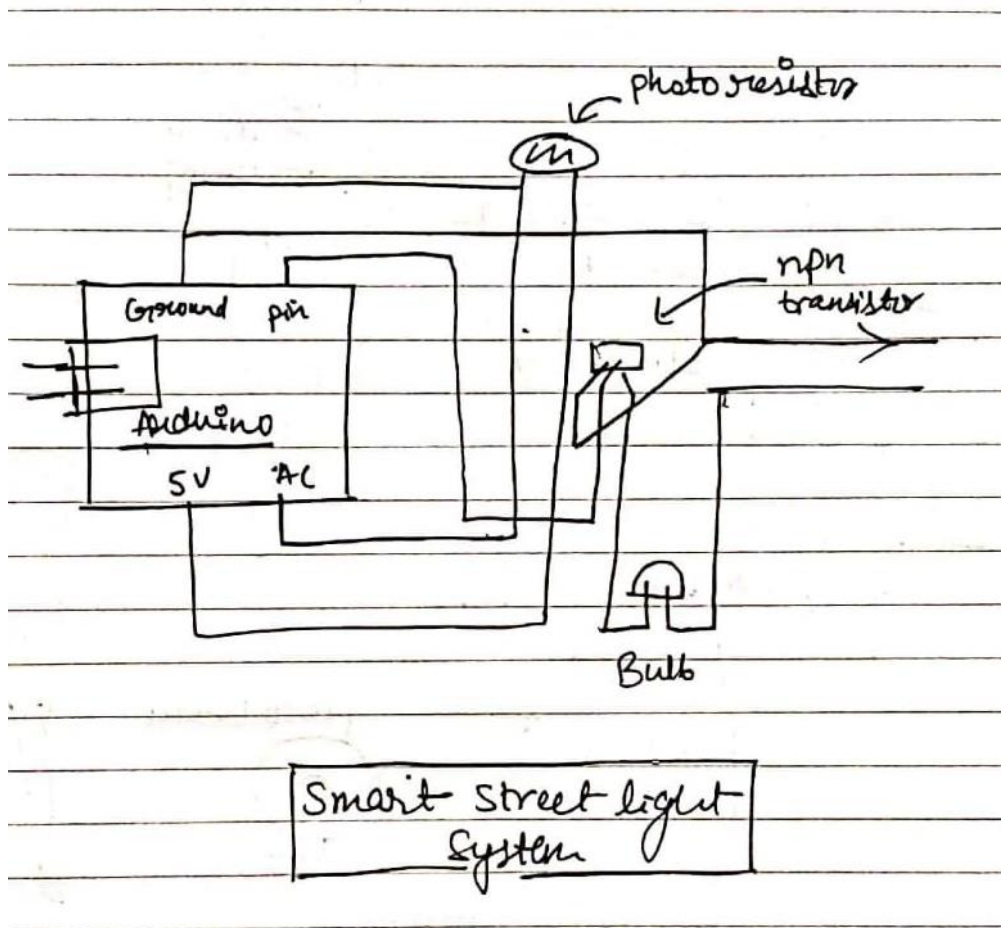 photo resistor
npn
transistor
Ground pin
Arduino
5V AC
Bulb
Smart street light
System